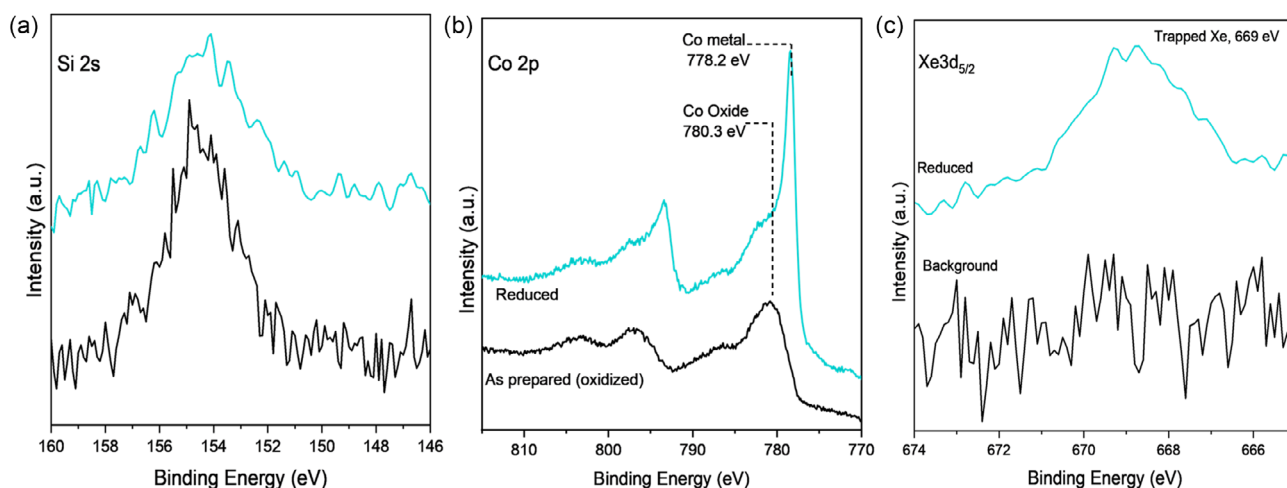 (a)
Si 2s
Intensity (a.u.)
160 158 156 154 152 150 148 146
Binding Energy (eV)
(b)
Co 2p
Co metal
778.2 eV
Co Oxide
780.3 eV
Reduced
As prepared (oxidized)
Intensity (a.u.)
810 800 790 780 770
Binding Energy (eV)
(c)
Trapped Xe, 669 eV
Xe3d5/2
Reduced
Background
Intensity (a.u.)
674 672 670 668 666
Binding Energy (eV)